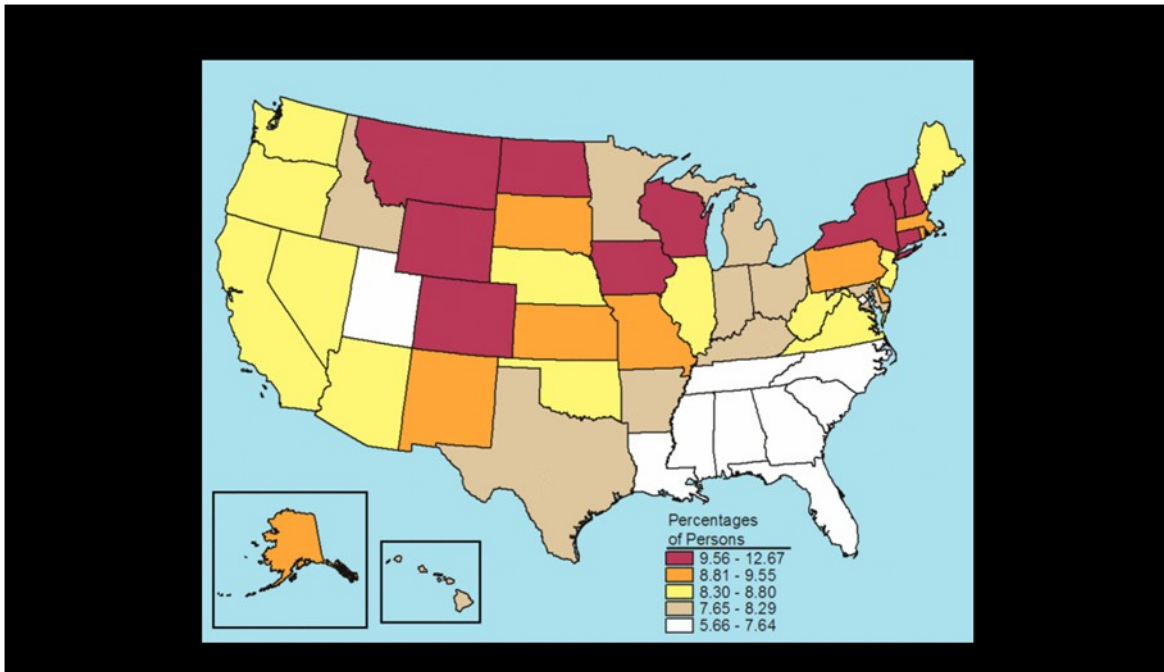 Percentages
of Persons
9.56 - 12.67
8.81 - 9.55
8.30 - 8.80
7.65 - 8.29
5.66 - 7.64